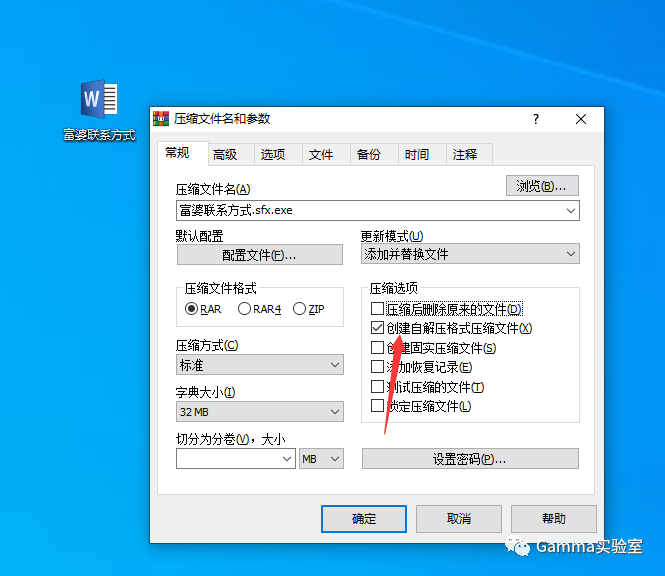 W
富婆联系方式
压缩文件名和参数
?
常规 高级 选项 文件 备份 时间 注释
压缩文件名(A)
浏览(B)...
富婆联系方式.sfx.exe
默认配置
配置文件(F)...
更新模式(U)
添加并替换文件
压缩文件格式
RAR RAR4 ZIP
压缩选项
压缩后删除原来的文件(D)
创建自解压格式压缩文件(X)
创建固实压缩文件(S)
添加恢复记录(E)
测试压缩的文件(T)
锁定压缩文件(L)
压缩方式(C)
标准
字典大小(I)
32 MB
切分为分卷(V)，大小
MB
设置密码(P)...
确定 取消 帮助
Gamma实验室